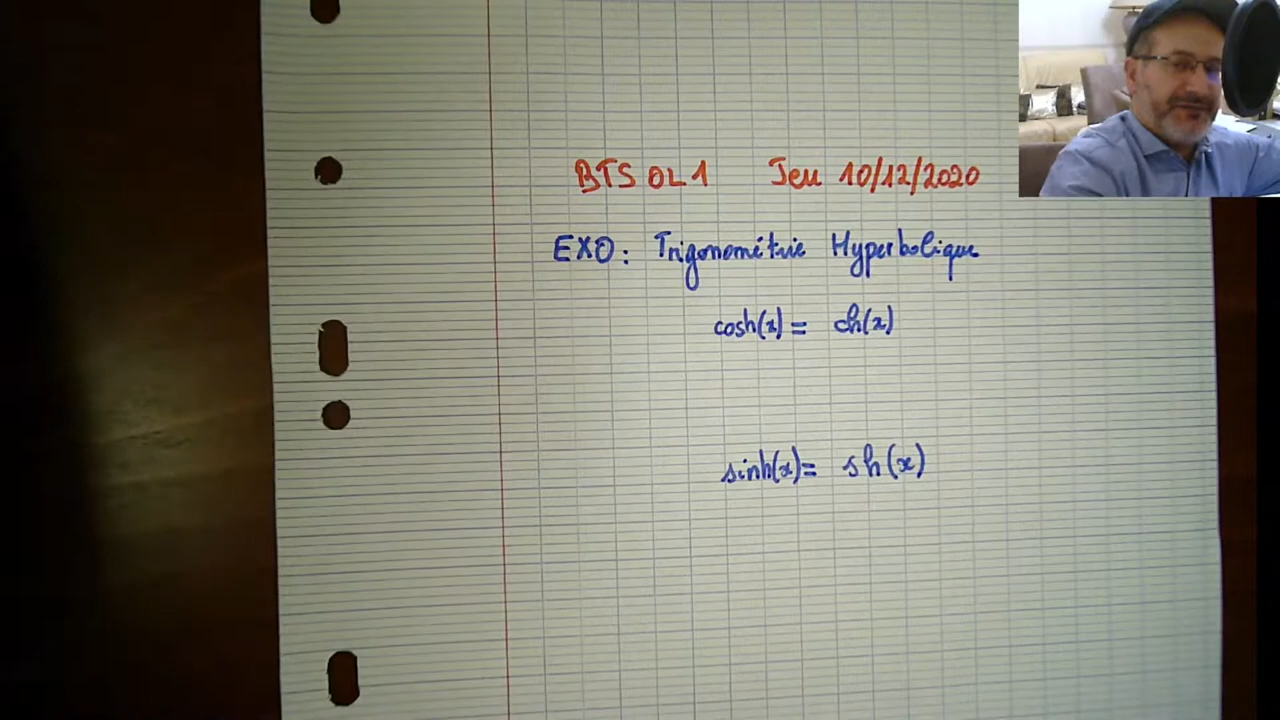 BTS OL1 Jeu 10/12/2020
EXO : Trigonométrie Hyperbolique
cosh(x) = ch(x)
sinh(x) = sh(x)